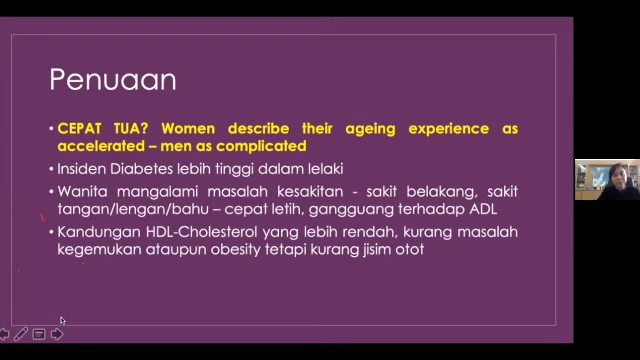 Penuaan
• CEPAT TUA? Women describe their ageing experience as
accelerated – men as complicated
• Insiden Diabetes lebih tinggi dalam lelaki
• Wanita mangalami masalah kesakitan - sakit belakang, sakit
tangan/lengan/bahu – cepat letih, gangguang terhadap ADL
• Kandungan HDL-Cholesterol yang lebih rendah, kurang masalah
kegemukan ataupun obesity tetapi kurang jisim otot